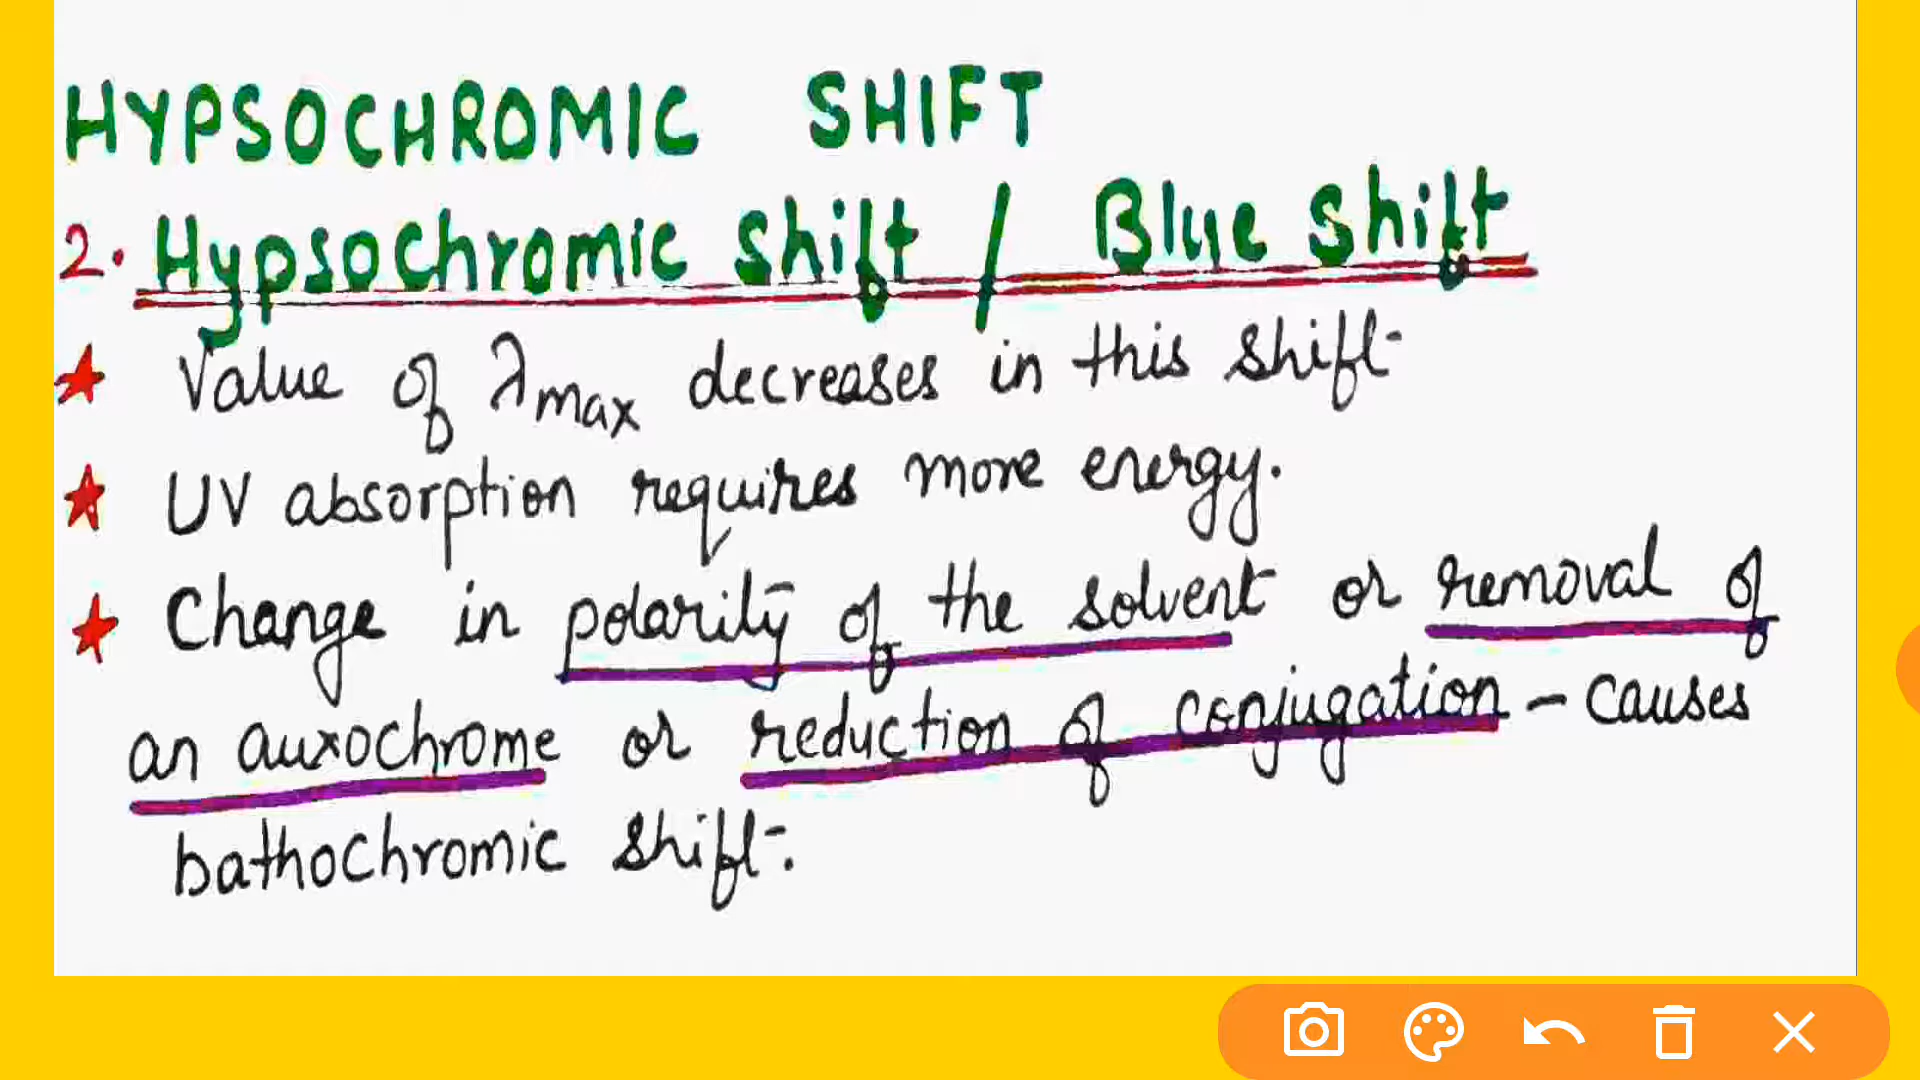 HYPSOCHROMIC SHIFT
2. Hypsochromic Shift / Blue Shift
Value of λmax decreases in this shift
UV absorption requires more energy.
Change in polarity of the solvent or removal of
an auxochrome or reduction of conjugation – causes
bathochromic shift.